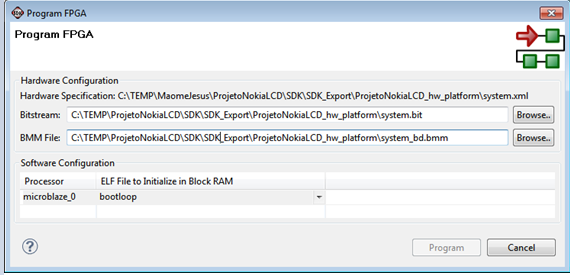 Program FPGA
Program FPGA
Hardware Configuration
Hardware Specification: C:\TEMP\MaomeJesus\ProjetoNokiaLCD\SDK\SDK_Export\ProjetoNokiaLCD_hw_platform\system.xml
Bitstream: C:\TEMP\ProjetoNokiaLCD\SDK\SDK_Export\ProjetoNokiaLCD_hw_platform\system.bit Browse..
BMM File: C:\TEMP\ProjetoNokiaLCD\SDK\SDK_Export\ProjetoNokiaLCD_hw_platform\system_bd.bmm Browse..
Software Configuration
Processor ELF File to Initialize in Block RAM
microblaze_0 bootloop
? Program Cancel